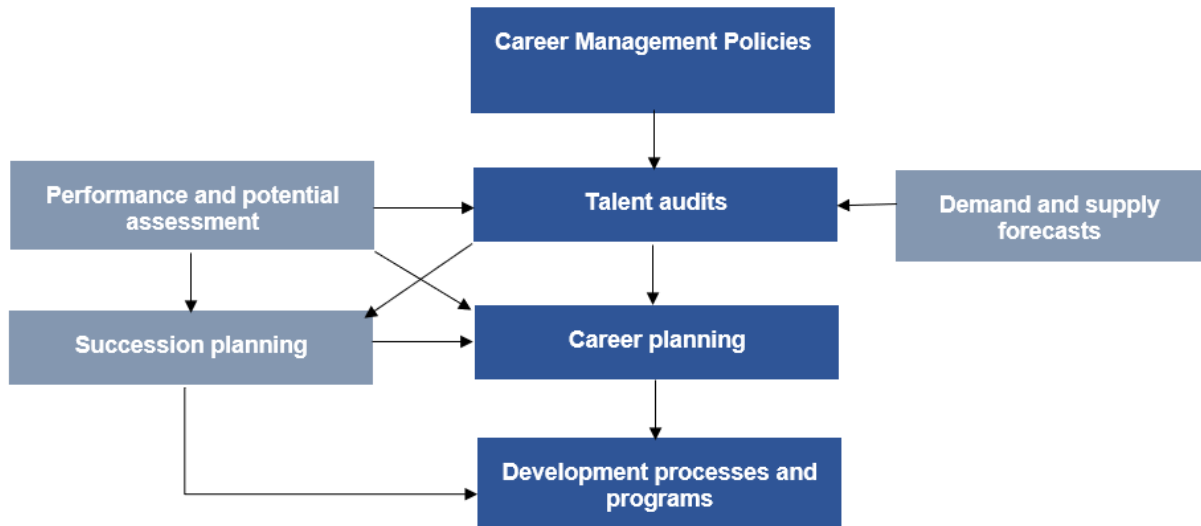 Career Management Policies
Performance and potential
assessment
Talent audits
Demand and supply
forecasts
Succession planning
Career planning
Development processes and
programs